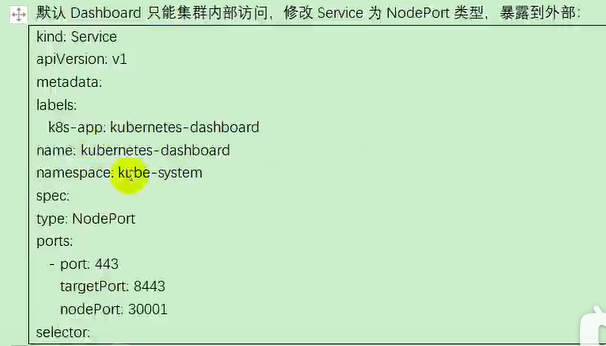 默认 Dashboard 只能集群内部访问，修改 Service 为 NodePort 类型，暴露到外部：
kind: Service
apiVersion: v1
metadata:
labels:
k8s-app: kubernetes-dashboard
name: kubernetes-dashboard
namespace: kube-system
spec:
type: NodePort
ports:
- port: 443
targetPort: 8443
nodePort: 30001
selector: